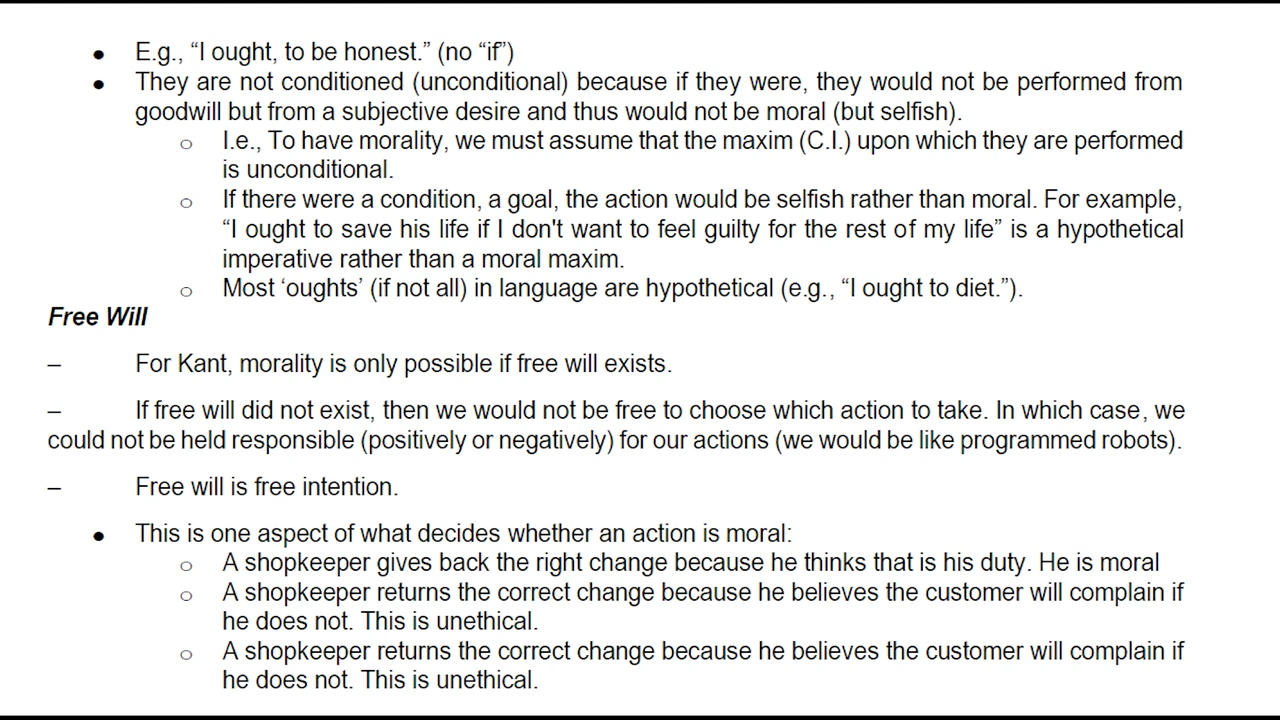 ● E.g., “I ought, to be honest.” (no “if”)
● They are not conditioned (unconditional) because if they were, they would not be performed from
goodwill but from a subjective desire and thus would not be moral (but selfish).
○ I.e., To have morality, we must assume that the maxim (C.I.) upon which they are performed
is unconditional.
○ If there were a condition, a goal, the action would be selfish rather than moral. For example,
“I ought to save his life if I don't want to feel guilty for the rest of my life” is a hypothetical
imperative rather than a moral maxim.
○ Most ‘oughts’ (if not all) in language are hypothetical (e.g., “I ought to diet.”).
Free Will
– For Kant, morality is only possible if free will exists.
– If free will did not exist, then we would not be free to choose which action to take. In which case, we
could not be held responsible (positively or negatively) for our actions (we would be like programmed robots).
– Free will is free intention.
● This is one aspect of what decides whether an action is moral:
○ A shopkeeper gives back the right change because he thinks that is his duty. He is moral
○ A shopkeeper returns the correct change because he believes the customer will complain if
he does not. This is unethical.
○ A shopkeeper returns the correct change because he believes the customer will complain if
he does not. This is unethical.